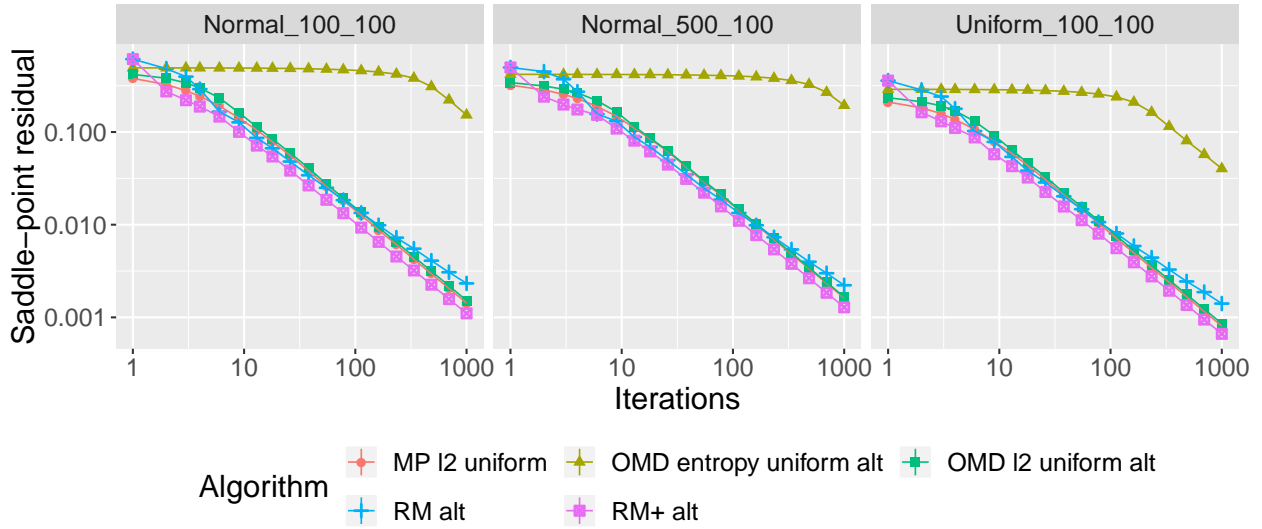 Normal_100_100
Normal_500_100
Uniform_100_100
Saddle−point residual
0.100
0.010
0.001
1 10 100 1000
1 10 100 1000
1 10 100 1000
Iterations
Algorithm
MP l2 uniform
OMD entropy uniform alt
OMD l2 uniform alt
RM alt
RM+ alt